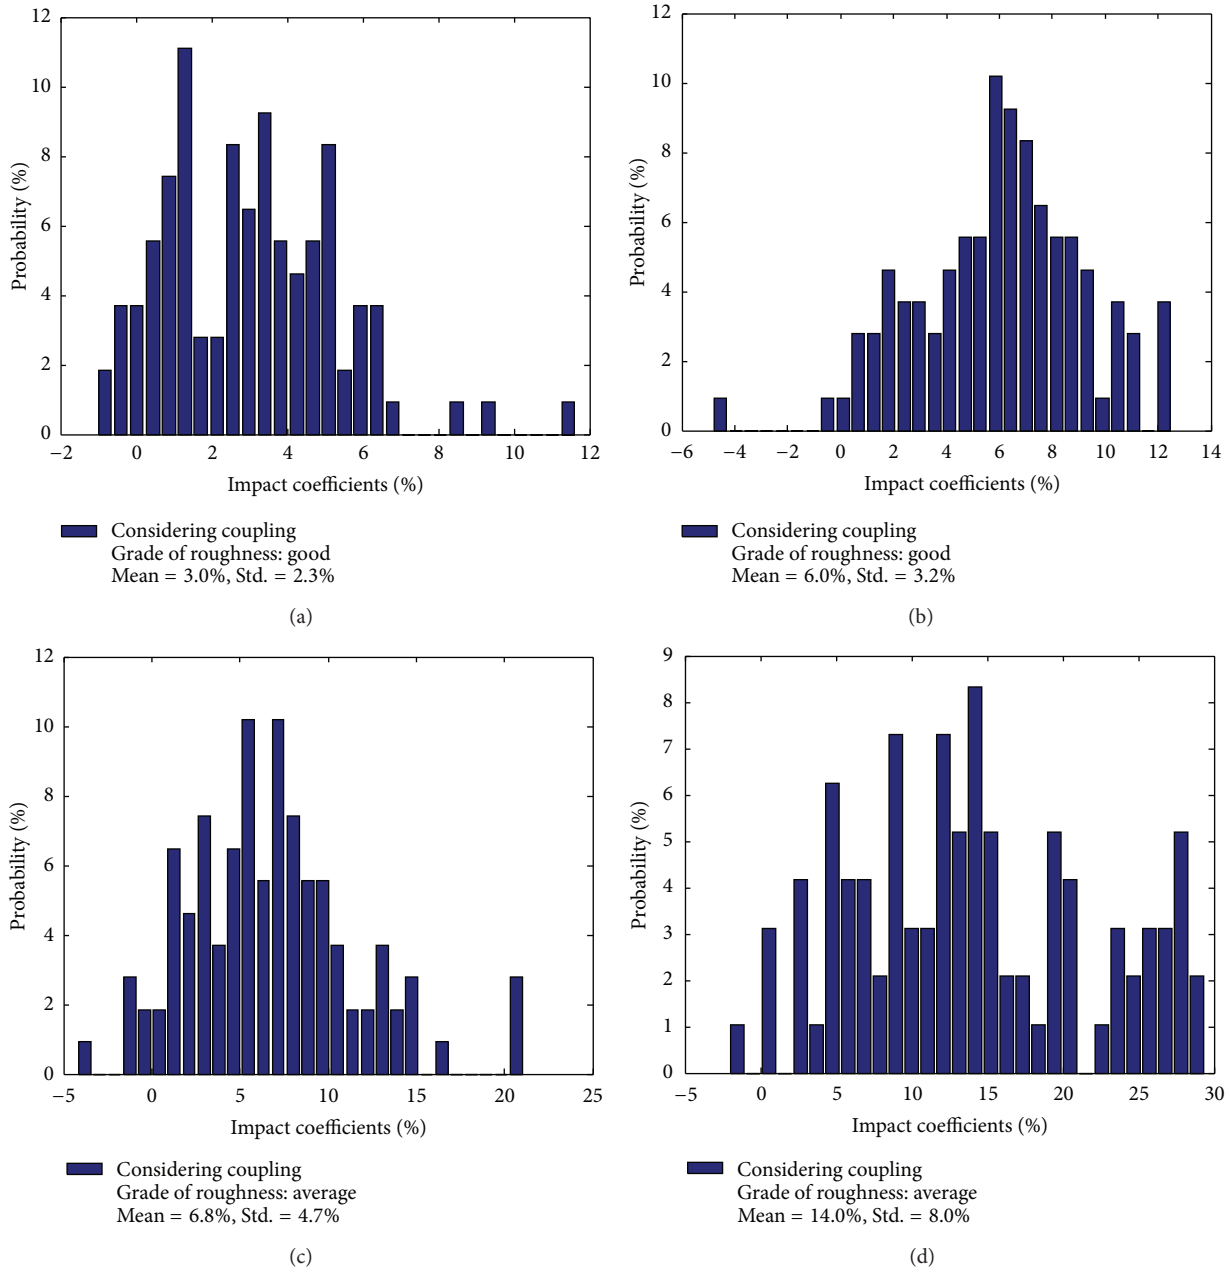 12
10
8
6
4
2
0
−2 0 2 4 6 8 10 12
Probability (%)
Impact coefficients (%)
Considering coupling
Grade of roughness: good
Mean = 3.0%, Std. = 2.3%
(a)
12
10
8
6
4
2
0
−6 −4 −2 0 2 4 6 8 10 12 14
Probability (%)
Impact coefficients (%)
Considering coupling
Grade of roughness: good
Mean = 6.0%, Std. = 3.2%
(b)
12
10
8
6
4
2
0
−5 0 5 10 15 20 25
Probability (%)
Impact coefficients (%)
Considering coupling
Grade of roughness: average
Mean = 6.8%, Std. = 4.7%
(c)
9
8
7
6
5
4
3
2
1
0
−5 0 5 10 15 20 25 30
Probability (%)
Impact coefficients (%)
Considering coupling
Grade of roughness: average
Mean = 14.0%, Std. = 8.0%
(d)